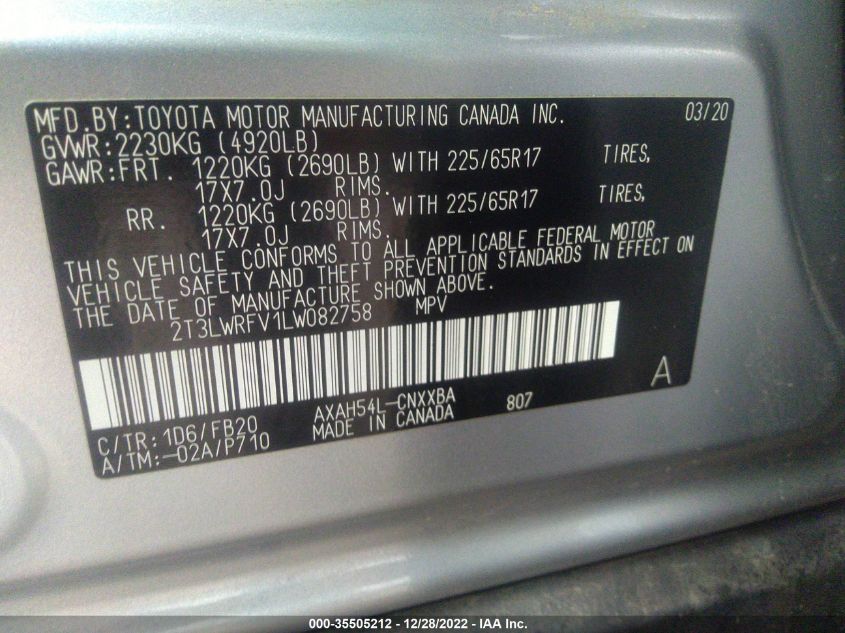 MFD.BY:TOYOTA MOTOR MANUFACTURING CANADA INC. 03/20
GVWR:2230KG (4920LB)
GAWR:FRT. 1220KG (2690LB) WITH 225/65R17 TIRES,
17X7.0J RIMS.
RR. 1220KG (2690LB) WITH 225/65R17 TIRES,
17X7.0J RIMS.
THIS VEHICLE CONFORMS TO ALL APPLICABLE FEDERAL MOTOR
VEHICLE SAFETY AND THEFT PREVENTION STANDARDS IN EFFECT ON
THE DATE OF MANUFACTURE SHOWN ABOVE.
2T3LWRFV1LW082758 MPV
A
C/TR:1D6/FB20 AXAH54L-CNXXBA 807
A/TM:-02A/P710 MADE IN CANADA
000-35505212 - 12/28/2022 - IAA Inc.